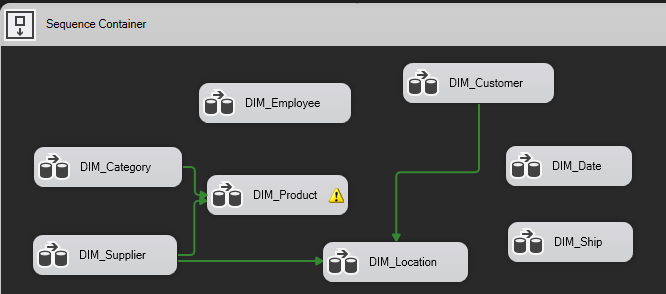 Sequence Container
DIM_Customer
DIM_Employee
DIM_Category
DIM_Date
DIM_Product
DIM_Ship
DIM_Supplier
DIM_Location